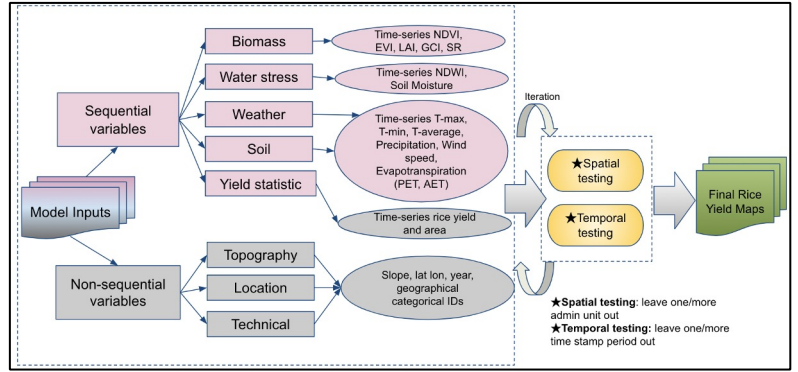 Biomass
Time-series NDVI,
EVI, LAI, GCI, SR
Water stress
Time-series NDWI,
Soil Moisture
Sequential
variables
Weather
Soil
Time-series T-max,
T-min, T-average,
Precipitation, Wind
speed,
Evapotranspiration
(PET, AET)
Yield statistic
Time-series rice yield
and area
Model Inputs
Non-sequential
variables
Topography
Location
Technical
Slope, lat lon, year,
geographical
categorical IDs
Iteration
★Spatial
testing
★Temporal
testing
Final Rice
Yield Maps
★Spatial testing: leave one/more
admin unit out
★Temporal testing: leave one/more
time stamp period out